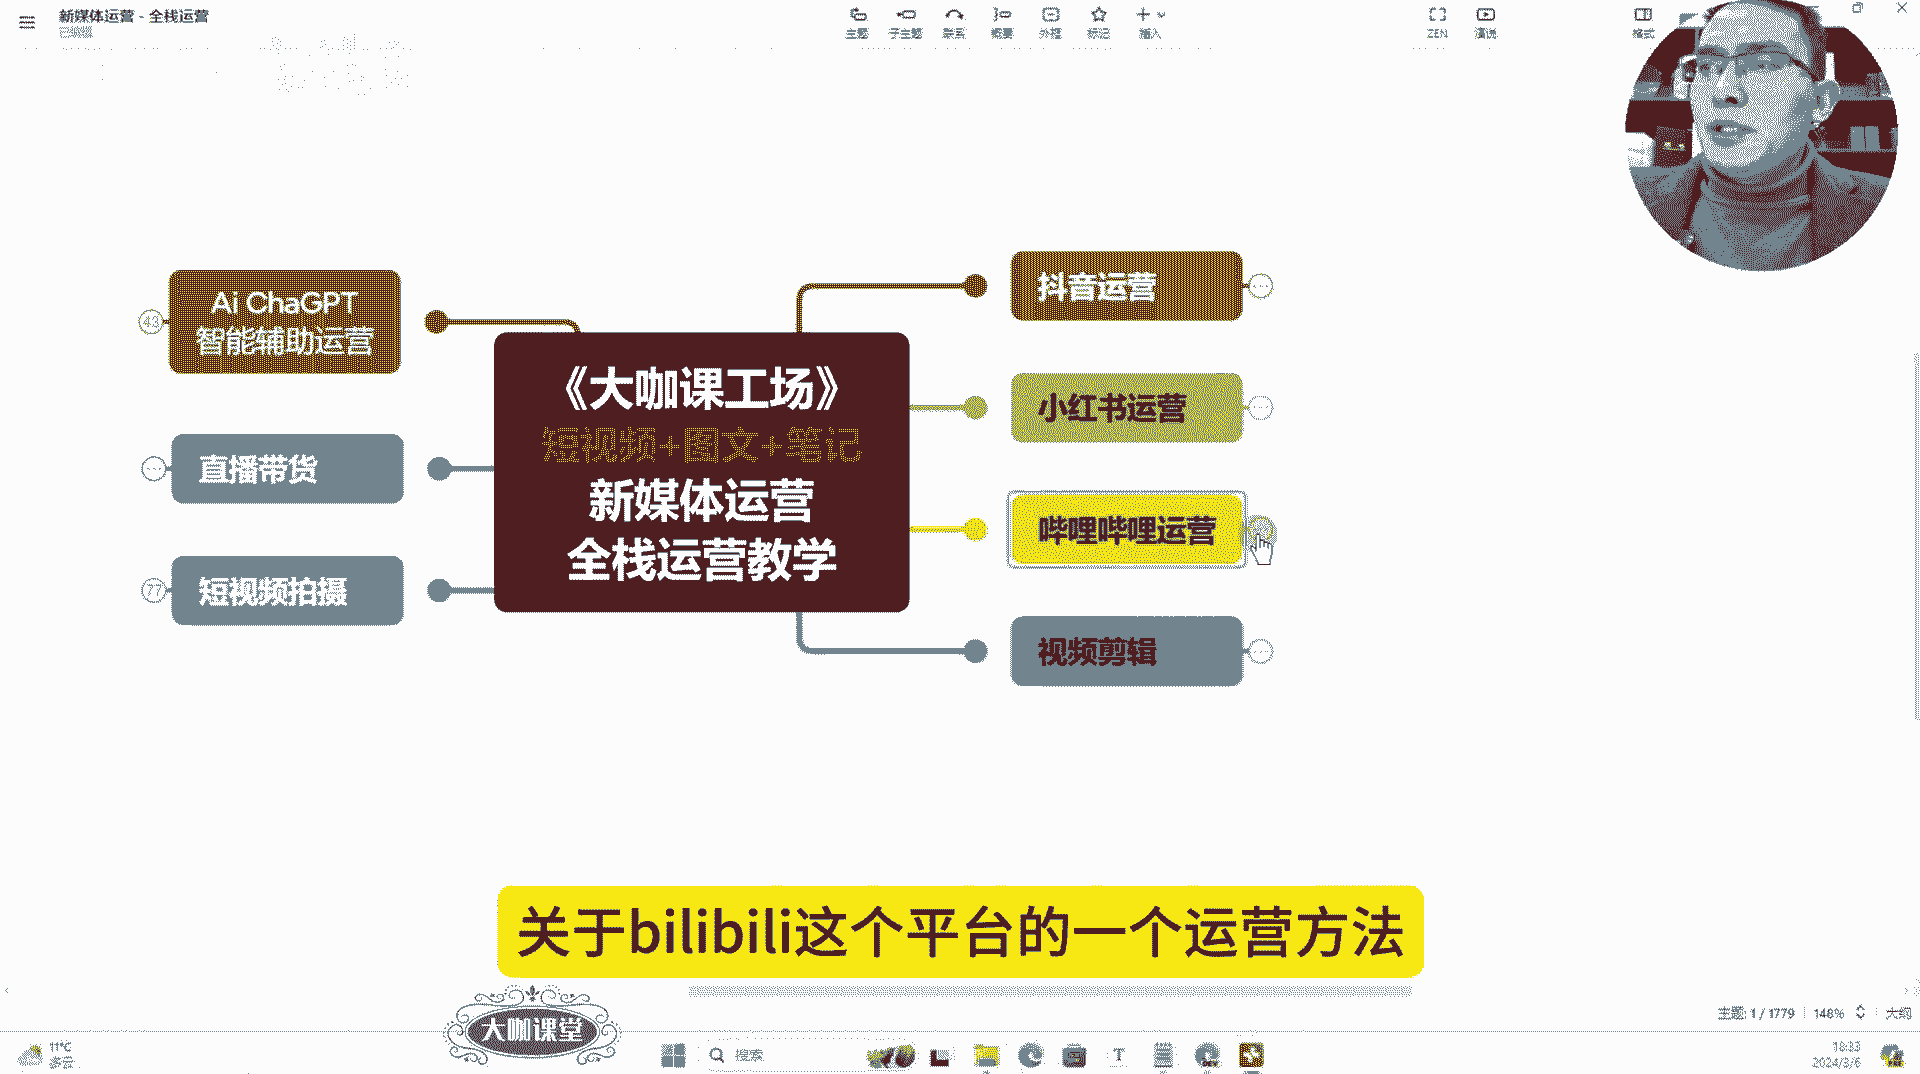 新媒体运营 - 全栈运营
已编辑
主题
子主题
联系
概要
外框
标记
插入
ZEN
演说
格式
Ai ChaGPT
智能辅助运营
43
直播带货
短视频拍摄
77
《大咖课工场》
短视频+图文+笔记
新媒体运营
全栈运营教学
抖音运营
小红书运营
哔哩哔哩运营
视频剪辑
关于bilibili这个平台的一个运营方法
大咖课堂
主题: 1 / 1779
148%
大纲
11°C
多云
搜索
18:33
2024/3/6